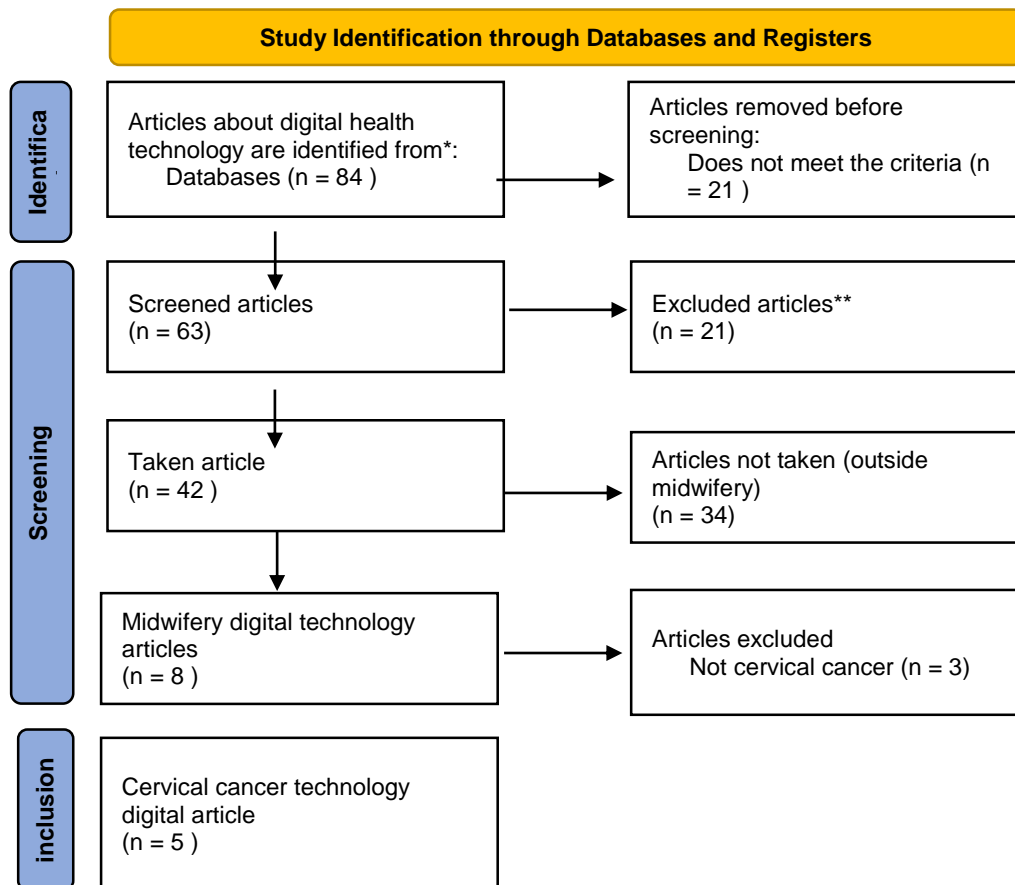 Study Identification through Databases and Registers
Identifica
Articles about digital health
technology are identified from*:
Databases (n = 84 )
Articles removed before
screening:
Does not meet the criteria (n
= 21 )
Screening
Screened articles
(n = 63)
Excluded articles**
(n = 21)
Taken article
(n = 42 )
Articles not taken (outside
midwifery)
(n = 34)
Midwifery digital technology
articles
(n = 8 )
Articles excluded
Not cervical cancer (n = 3)
inclusion
Cervical cancer technology
digital article
(n = 5 )